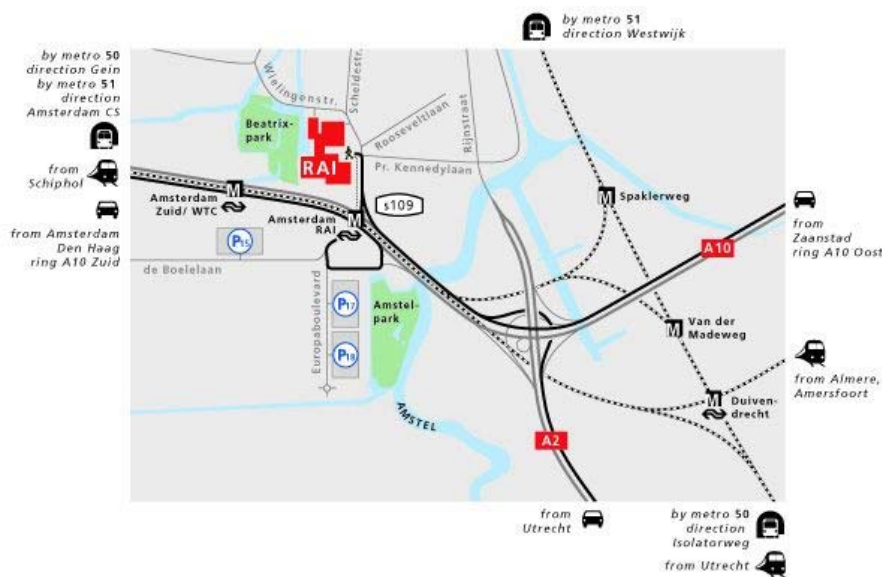 by metro 51
direction Westwijk
by metro 50
direction Gein
by metro 51
direction
Amsterdam CS
from
Schiphol
from Amsterdam
Den Haag
ring A10 Zuid
Wielingenstr.
Scheldestr.
Rooseveltlaan
Rijnstraat
Beatrix-
park
RAI
Pr. Kennedylaan
Amsterdam
Zuid/ WTC
M
Amsterdam
RAI
M
s109
M
Spaklerweg
from
Zaanstad
ring A10 Oost
A10
P15
de Boelelaan
Europaboulevard
P17
P18
Amstel-
park
M
Van der
Madeweg
from Almere,
Amersfoort
M
Duiven-
drecht
AMSTEL
A2
from
Utrecht
by metro 50
direction
Isolatorweg
from Utrecht